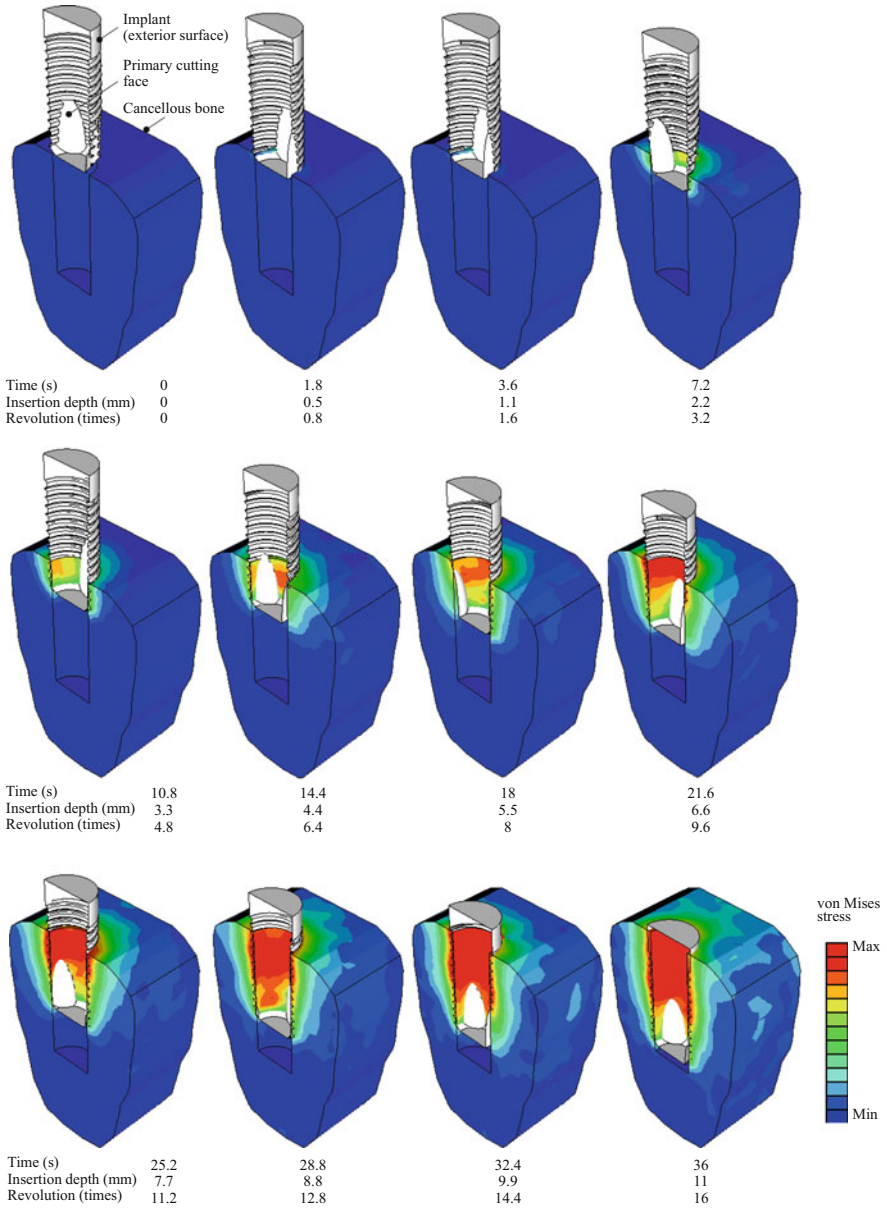 Implant
(exterior surface)
Primary cutting
face
Cancellous bone
Time (s) 0 1.8 3.6 7.2
Insertion depth (mm) 0 0.5 1.1 2.2
Revolution (times) 0 0.8 1.6 3.2
Time (s) 10.8 14.4 18 21.6
Insertion depth (mm) 3.3 4.4 5.5 6.6
Revolution (times) 4.8 6.4 8 9.6
von Mises
stress
Max
Min
Time (s) 25.2 28.8 32.4 36
Insertion depth (mm) 7.7 8.8 9.9 11
Revolution (times) 11.2 12.8 14.4 16